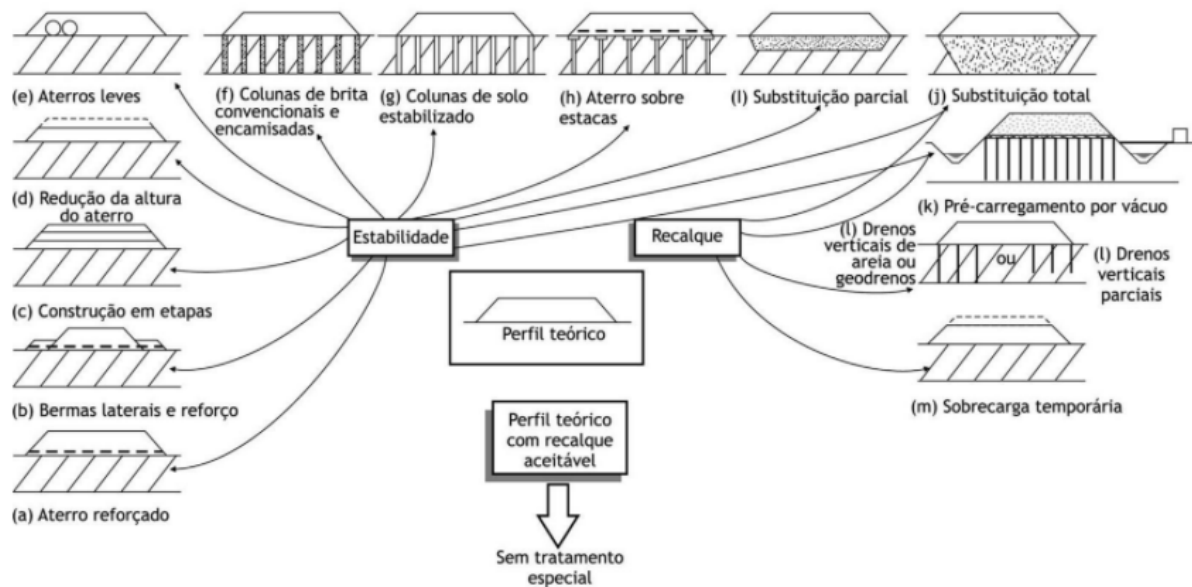 (e) Aterros leves
(f) Colunas de brita
convencionais e
encamisadas
(g) Colunas de solo
estabilizado
(h) Aterro sobre
estacas
(I) Substituição parcial
(j) Substituição total
(d) Redução da altura
do aterro
(k) Pré-carregamento por vácuo
Estabilidade
Recalque
(l) Drenos
verticais de
areia ou
geodrenos
ou
(l) Drenos
verticais
parciais
(c) Construção em etapas
Perfil teórico
(b) Bermas laterais e reforço
(m) Sobrecarga temporária
Perfil teórico
com recalque
aceitável
(a) Aterro reforçado
Sem tratamento
especial